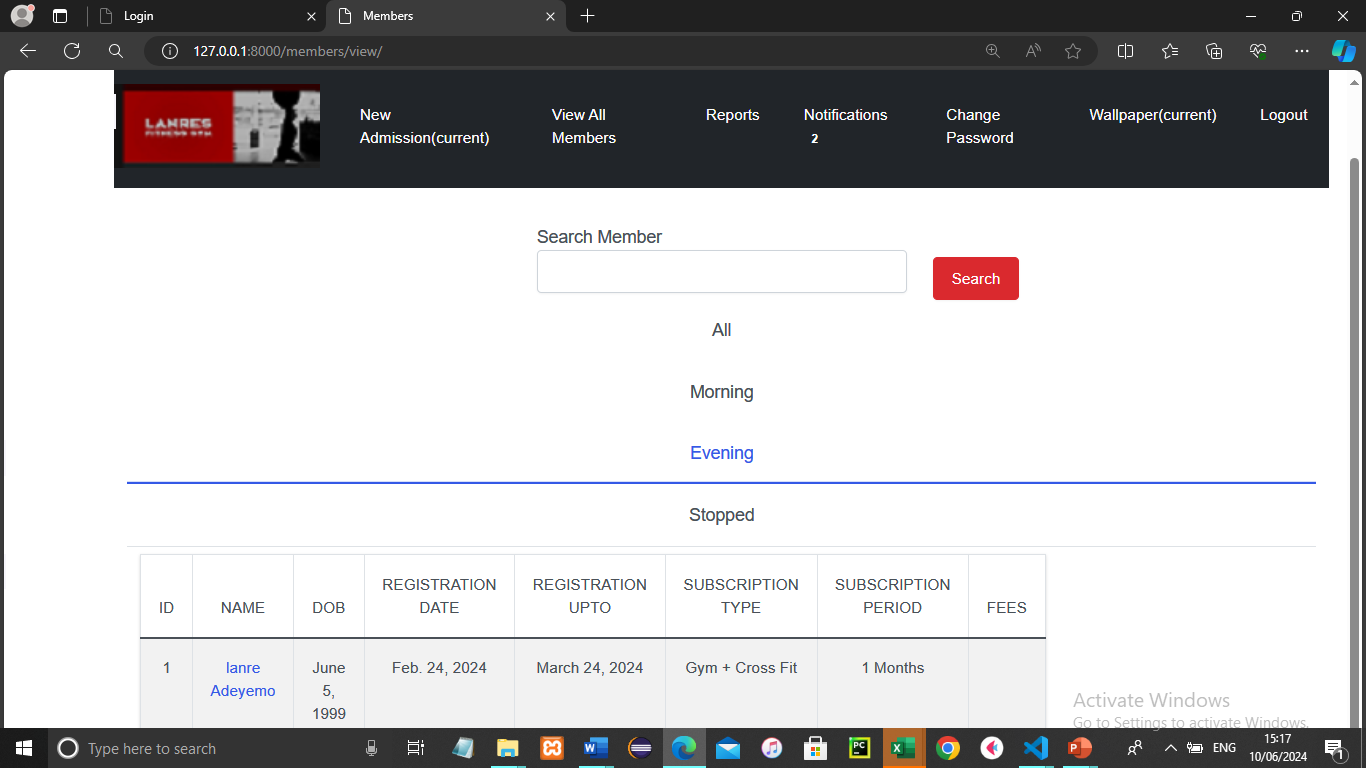 Login
Members
127.0.0.1:8000/members/view/
LANRES
FITNESS GYM
New
Admission(current)
View All
Members
Reports
Notifications
2
Change
Password
Wallpaper(current)
Logout
Search Member
Search
All
Morning
Evening
Stopped
ID
NAME
DOB
REGISTRATION
DATE
REGISTRATION
UPTO
SUBSCRIPTION
TYPE
SUBSCRIPTION
PERIOD
FEES
1
lanre
Adeyemo
June
5,
1999
Feb. 24, 2024
March 24, 2024
Gym + Cross Fit
1 Months
Activate Windows
Go to Settings to activate Windows.
Type here to search
ENG
15:17
10/06/2024
1